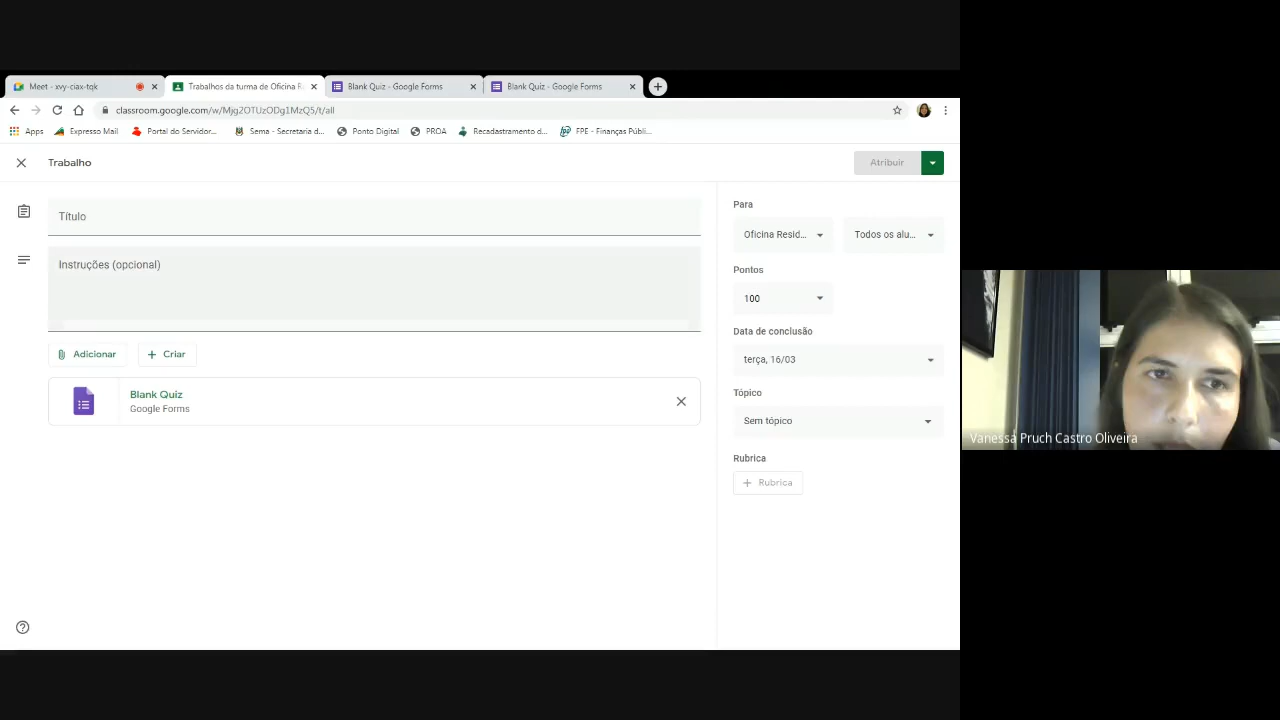 Meet - xvy-ciax-tqk
Trabalhos da turma de Oficina R
Blank Quiz - Google Forms
Blank Quiz - Google Forms
classroom.google.com/w/Mjg2OTUzODg1MzQ5/t/all
Apps
Expresso Mail
Portal do Servidor...
Sema - Secretaria d...
Ponto Digital
PROA
Recadastramento d...
FPE - Finanças Públi...
Trabalho
Atribuir
Título
Instruções (opcional)
Adicionar
Criar
Blank Quiz
Google Forms
Para
Oficina Resid...
Todos os alu...
Pontos
100
Data de conclusão
terça, 16/03
Tópico
Sem tópico
Rubrica
Rubrica
Vanessa Pruch Castro Oliveira